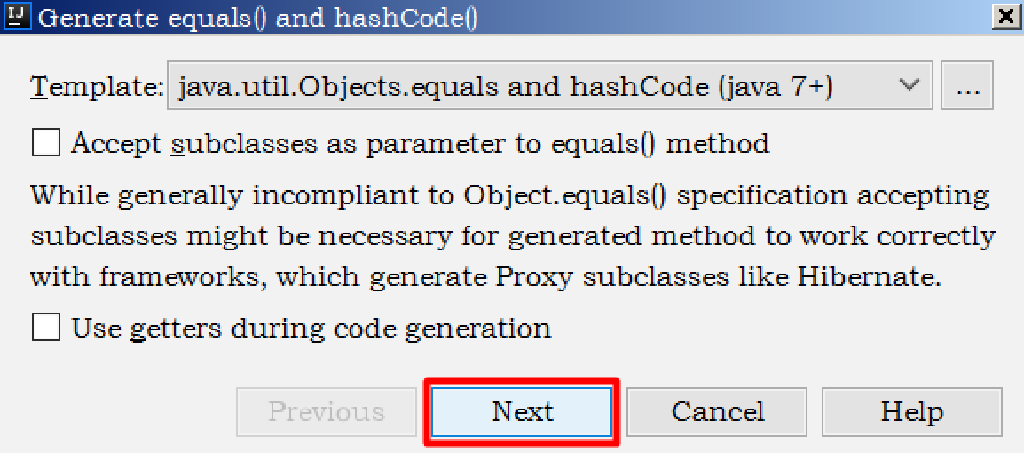 IJ Generate equals() and hashCode()
Template: java.util.Objects.equals and hashCode (java 7+) ...
Accept subclasses as parameter to equals() method
While generally incompliant to Object.equals() specification accepting
subclasses might be necessary for generated method to work correctly
with frameworks, which generate Proxy subclasses like Hibernate.
Use getters during code generation
Previous Next Cancel Help